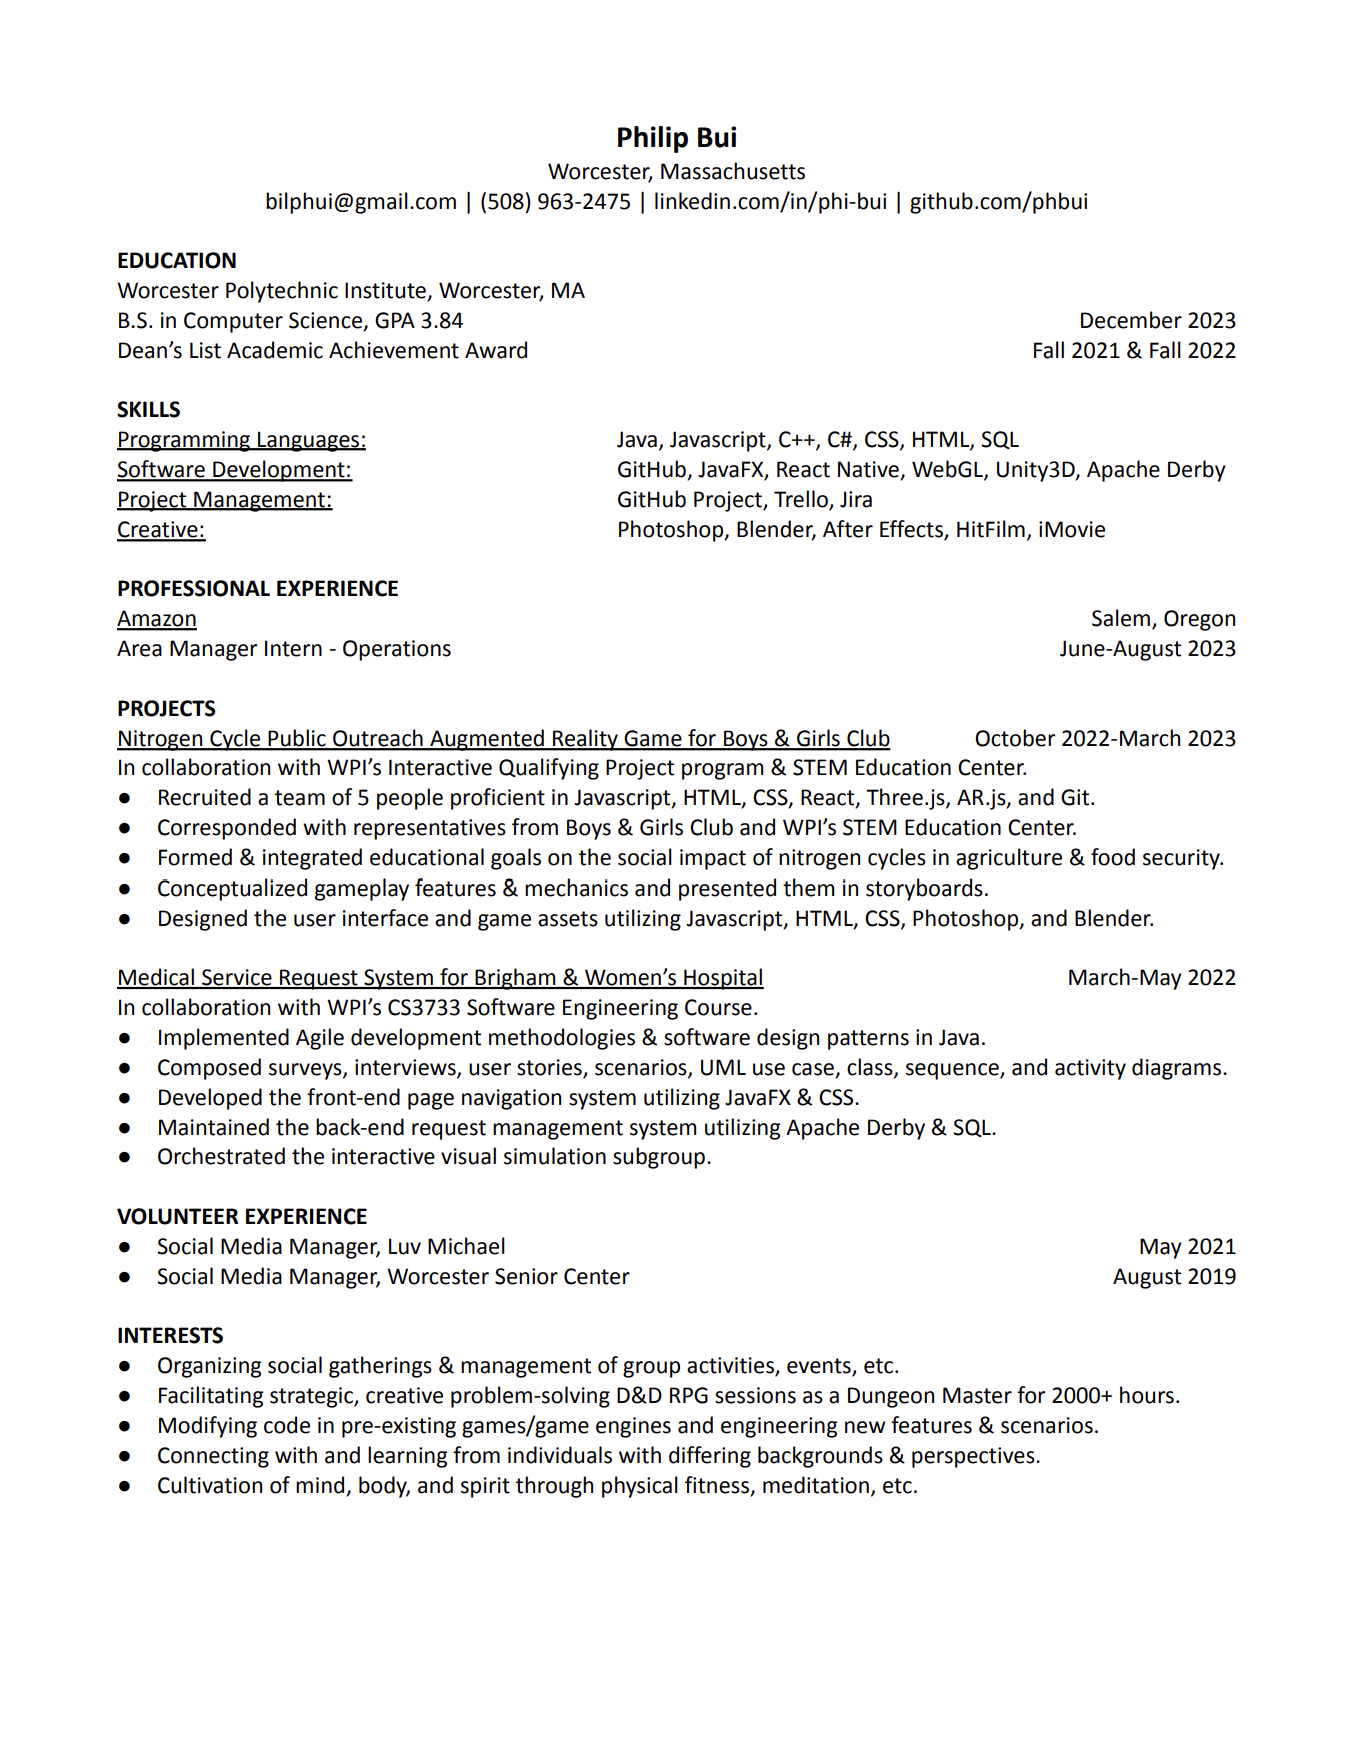 Philip Bui
Worcester, Massachusetts
bilphui@gmail.com | (508) 963-2475 | linkedin.com/in/phi-bui | github.com/phbui
EDUCATION
Worcester Polytechnic Institute, Worcester, MA
B.S. in Computer Science, GPA 3.84 December 2023
Dean’s List Academic Achievement Award Fall 2021 & Fall 2022
SKILLS
Programming Languages: Java, Javascript, C++, C#, CSS, HTML, SQL
Software Development: GitHub, JavaFX, React Native, WebGL, Unity3D, Apache Derby
Project Management: GitHub Project, Trello, Jira
Creative: Photoshop, Blender, After Effects, HitFilm, iMovie
PROFESSIONAL EXPERIENCE
Amazon Salem, Oregon
Area Manager Intern - Operations June-August 2023
PROJECTS
Nitrogen Cycle Public Outreach Augmented Reality Game for Boys & Girls Club October 2022-March 2023
In collaboration with WPI’s Interactive Qualifying Project program & STEM Education Center.
● Recruited a team of 5 people proficient in Javascript, HTML, CSS, React, Three.js, AR.js, and Git.
● Corresponded with representatives from Boys & Girls Club and WPI’s STEM Education Center.
● Formed & integrated educational goals on the social impact of nitrogen cycles in agriculture & food security.
● Conceptualized gameplay features & mechanics and presented them in storyboards.
● Designed the user interface and game assets utilizing Javascript, HTML, CSS, Photoshop, and Blender.
Medical Service Request System for Brigham & Women’s Hospital March-May 2022
In collaboration with WPI’s CS3733 Software Engineering Course.
● Implemented Agile development methodologies & software design patterns in Java.
● Composed surveys, interviews, user stories, scenarios, UML use case, class, sequence, and activity diagrams.
● Developed the front-end page navigation system utilizing JavaFX & CSS.
● Maintained the back-end request management system utilizing Apache Derby & SQL.
● Orchestrated the interactive visual simulation subgroup.
VOLUNTEER EXPERIENCE
● Social Media Manager, Luv Michael May 2021
● Social Media Manager, Worcester Senior Center August 2019
INTERESTS
● Organizing social gatherings & management of group activities, events, etc.
● Facilitating strategic, creative problem-solving D&D RPG sessions as a Dungeon Master for 2000+ hours.
● Modifying code in pre-existing games/game engines and engineering new features & scenarios.
● Connecting with and learning from individuals with differing backgrounds & perspectives.
● Cultivation of mind, body, and spirit through physical fitness, meditation, etc.